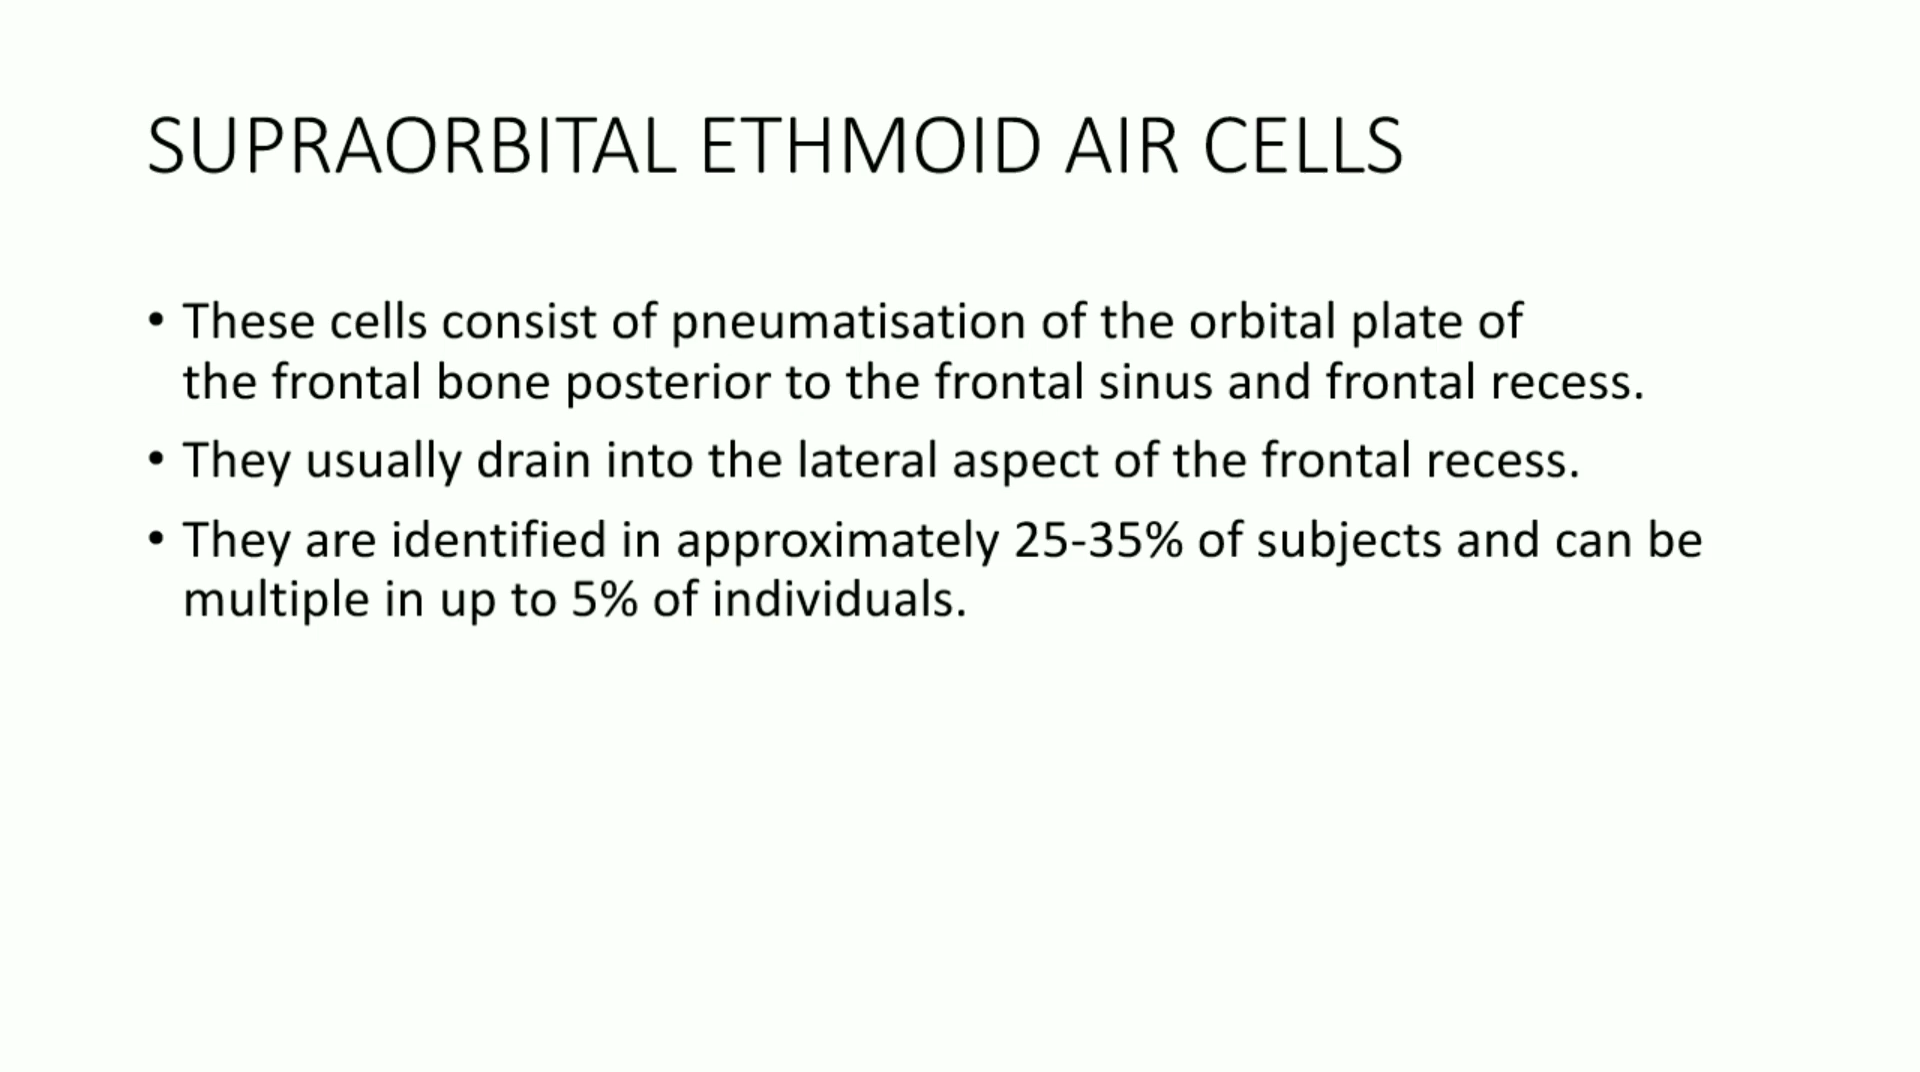 SUPRAORBITAL ETHMOID AIR CELLS
• These cells consist of pneumatisation of the orbital plate of
the frontal bone posterior to the frontal sinus and frontal recess.
• They usually drain into the lateral aspect of the frontal recess.
• They are identified in approximately 25-35% of subjects and can be
multiple in up to 5% of individuals.